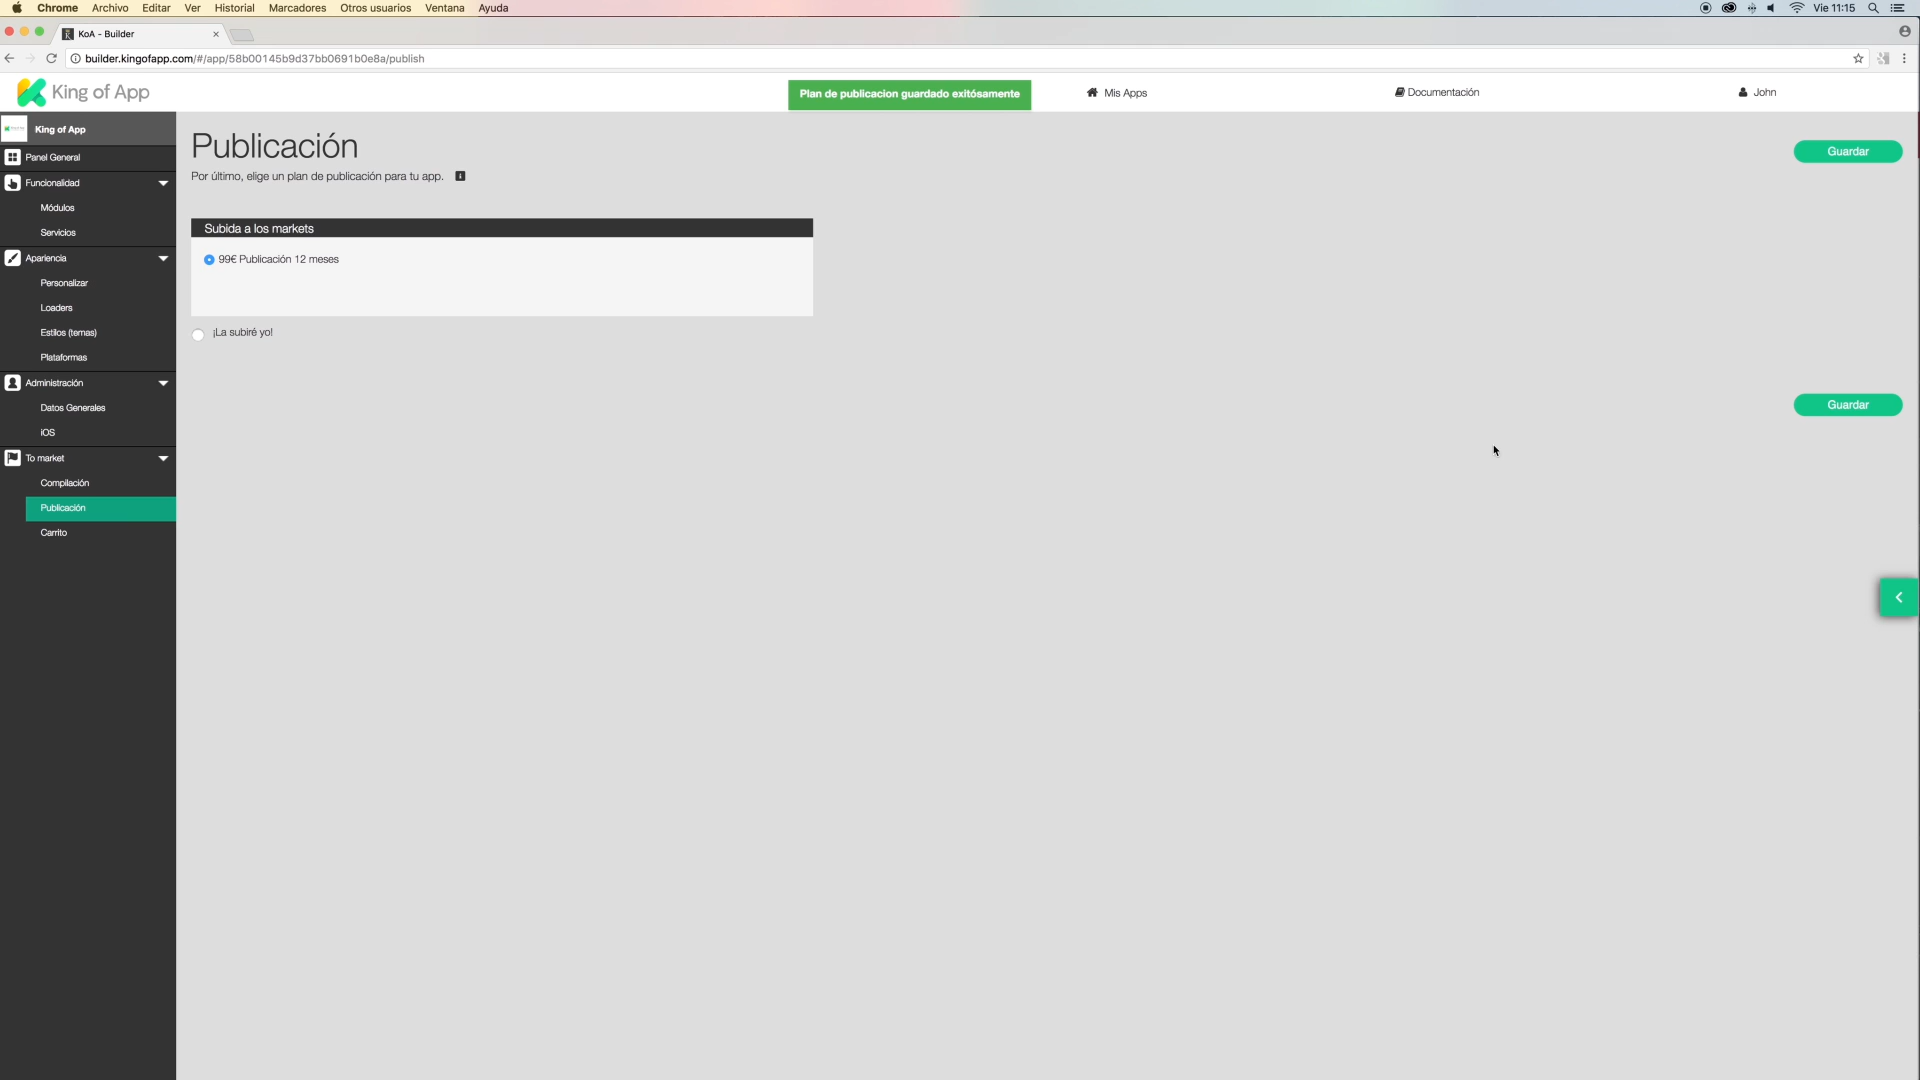 Chrome Archivo Editar Ver Historial Marcadores Otros usuarios Ventana Ayuda Vie 11:15
KoA - Builder
builder.kingofapp.com/#/app/58b00145b9d37bb0691b0e8a/publish
King of App Plan de publicacion guardado exitósamente Mis Apps Documentación John
King of App
Panel General
Funcionalidad
Módulos
Servicios
Apariencia
Personalizar
Loaders
Estilos (temas)
Plataformas
Administración
Datos Generales
iOS
To market
Compilación
Publicación
Carrito
Publicación
Guardar
Por último, elige un plan de publicación para tu app.
Subida a los markets
99€ Publicación 12 meses
¡La subiré yo!
Guardar